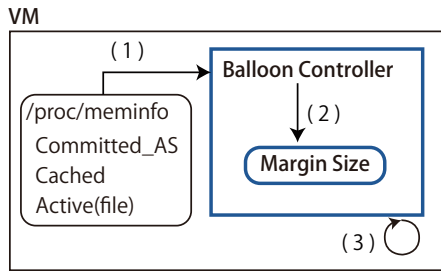 VM
( 1 )
Balloon Controller
/proc/meminfo
Committed_AS
Cached
Active(file)
( 2 )
Margin Size
( 3 )